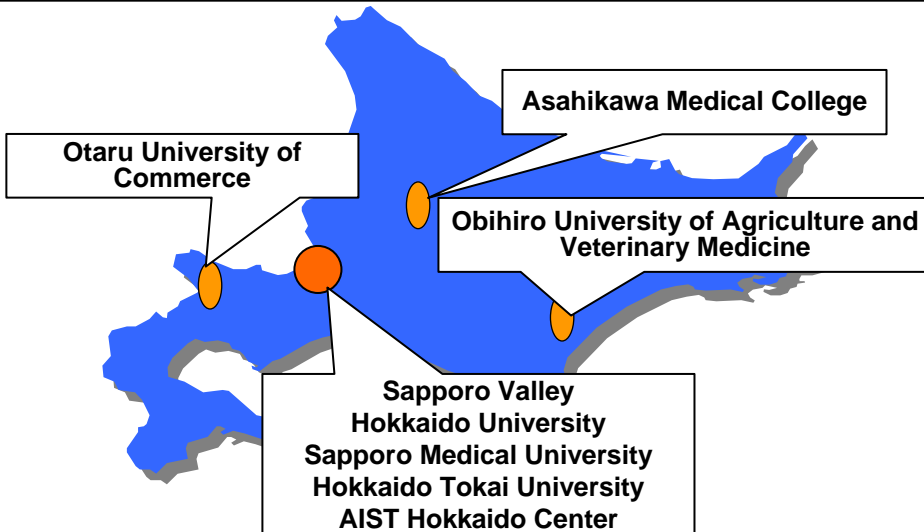 Asahikawa Medical College
Otaru University of
Commerce
Obihiro University of Agriculture and
Veterinary Medicine
Sapporo Valley
Hokkaido University
Sapporo Medical University
Hokkaido Tokai University
AIST Hokkaido Center